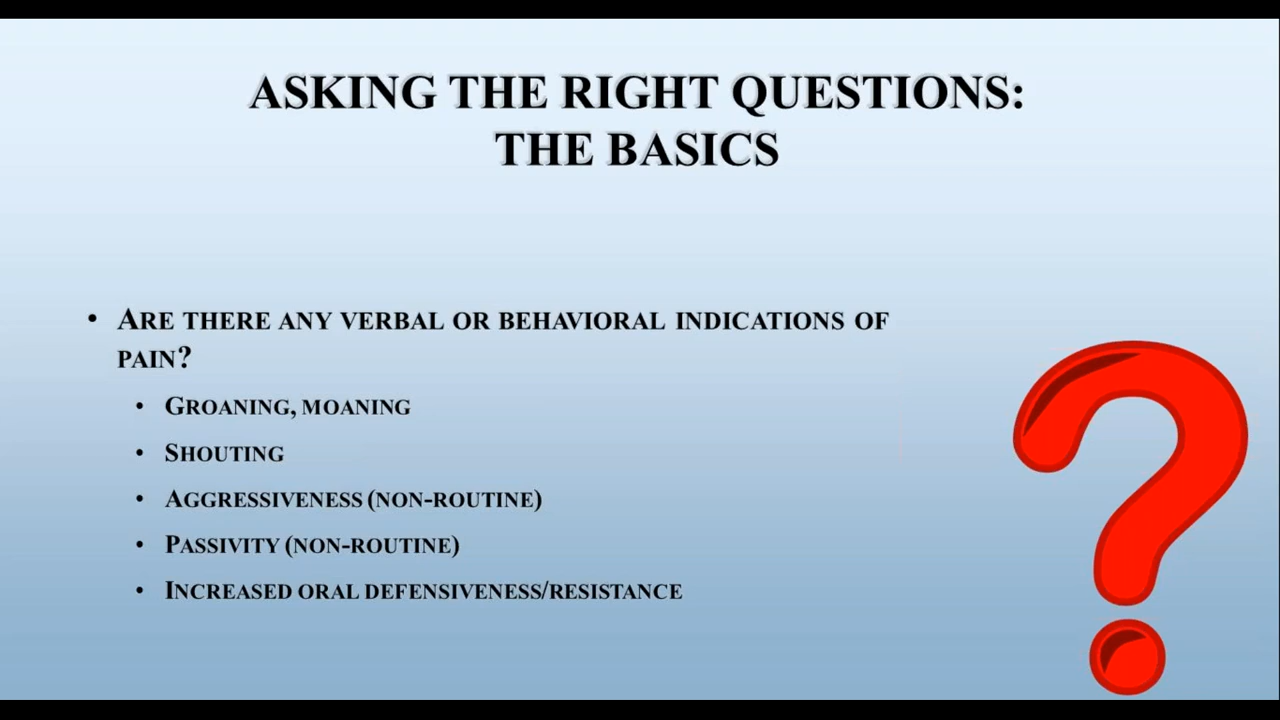 ASKING THE RIGHT QUESTIONS:
THE BASICS
• ARE THERE ANY VERBAL OR BEHAVIORAL INDICATIONS OF
PAIN?
• GROANING, MOANING
• SHOUTING
• AGGRESSIVENESS (NON-ROUTINE)
• PASSIVITY (NON-ROUTINE)
• INCREASED ORAL DEFENSIVENESS/RESISTANCE